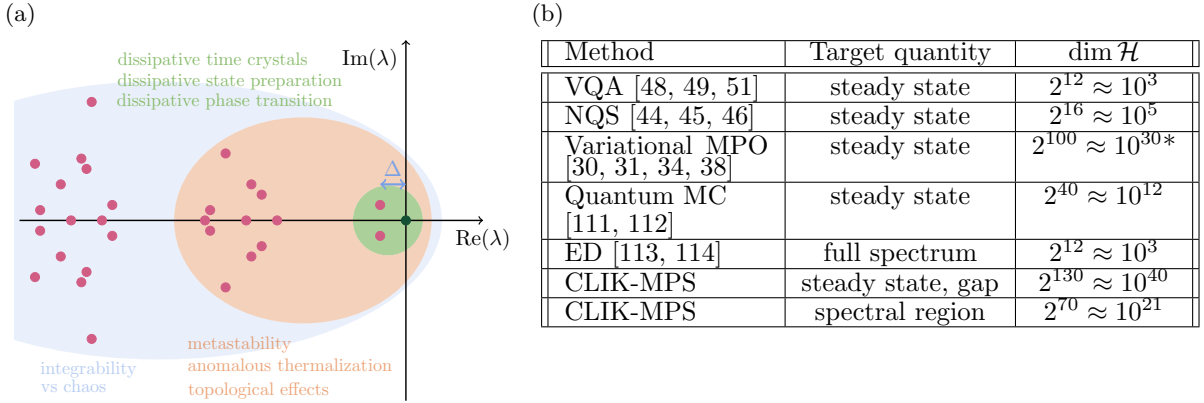 (a)
dissipative time crystals
dissipative state preparation
dissipative phase transition
Im(λ)
Δ
Re(λ)
integrability
vs chaos
metastability
anomalous thermalization
topological effects
(b)
Method Target quantity dim ℋ
VQA [48, 49, 51] steady state 2^12 ≈ 10^3
NQS [44, 45, 46] steady state 2^16 ≈ 10^5
Variational MPO steady state 2^100 ≈ 10^30*
[30, 31, 34, 38]
Quantum MC steady state 2^40 ≈ 10^12
[111, 112]
ED [113, 114] full spectrum 2^12 ≈ 10^3
CLIK-MPS steady state, gap 2^130 ≈ 10^40
CLIK-MPS spectral region 2^70 ≈ 10^21